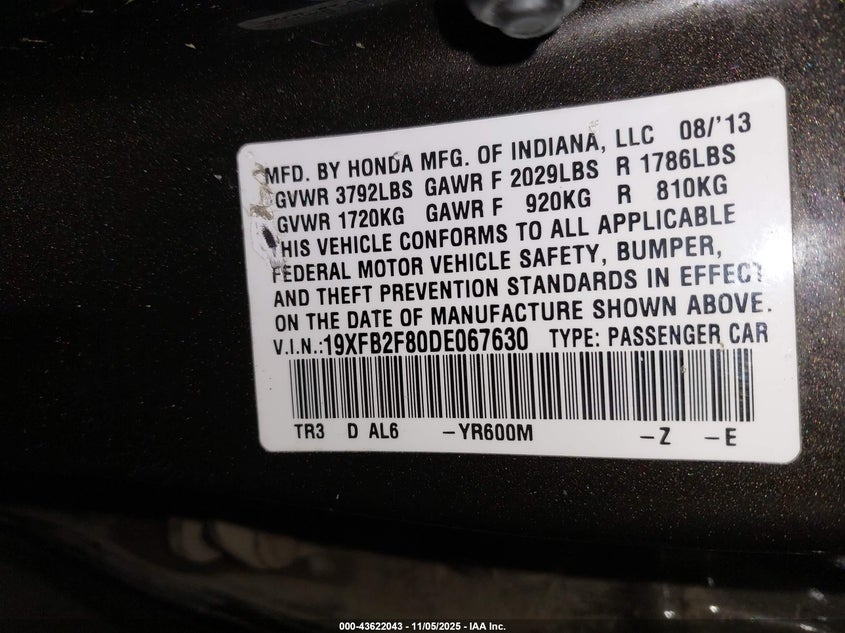 MFD. BY HONDA MFG. OF INDIANA, LLC 08/'13
GVWR 3792LBS GAWR F 2029LBS R 1786LBS
GVWR 1720KG GAWR F 920KG R 810KG
HIS VEHICLE CONFORMS TO ALL APPLICABLE
FEDERAL MOTOR VEHICLE SAFETY, BUMPER,
AND THEFT PREVENTION STANDARDS IN EFFECT
ON THE DATE OF MANUFACTURE SHOWN ABOVE.
V.I.N.:19XFB2F80DE067630 TYPE: PASSENGER CAR
TR3 D AL6 -YR600M -Z -E
000-43622043 - 11/05/2025 - IAA Inc.